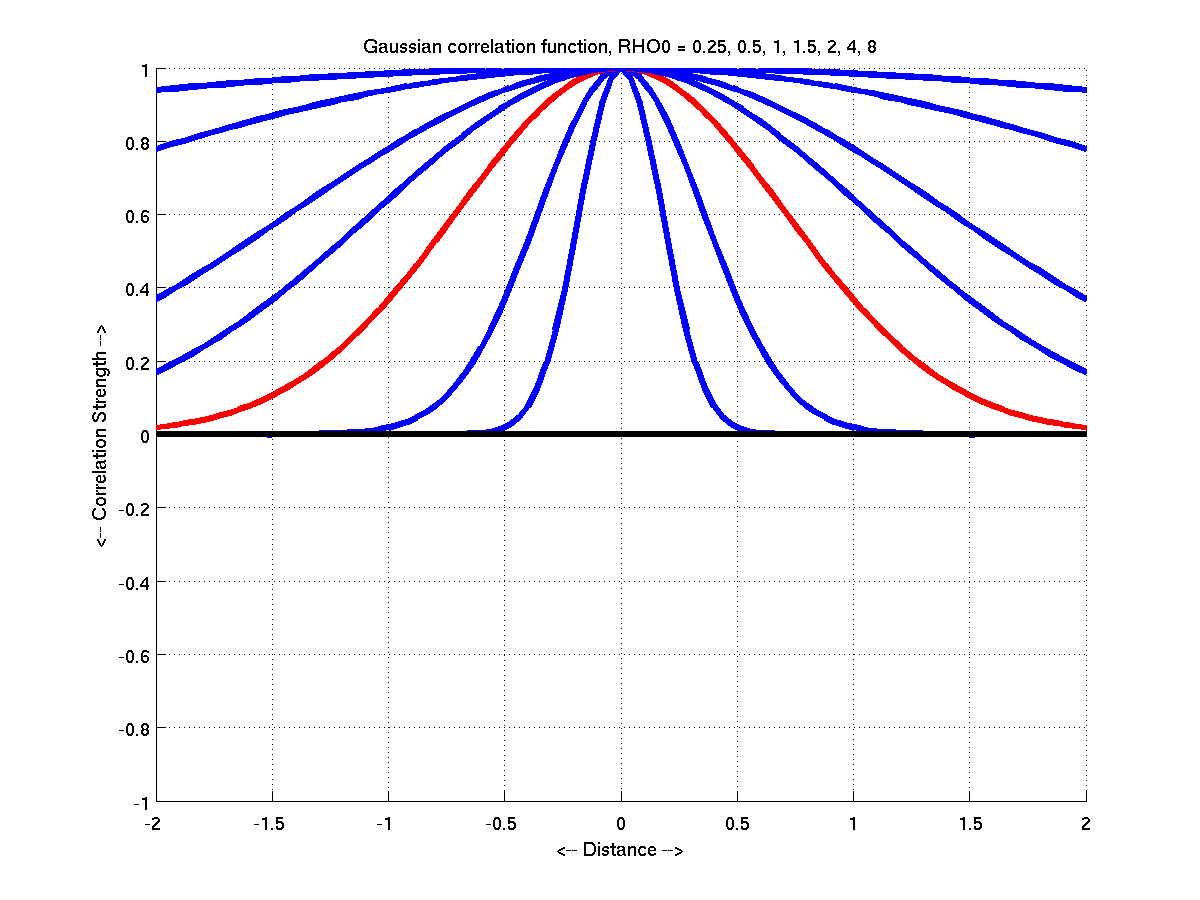 Gaussian correlation function, RHO0 = 0.25, 0.5, 1, 1.5, 2, 4, 8
1
0.8
0.6
0.4
0.2
0
-0.2
-0.4
-0.6
-0.8
-1
<-- Correlation Strength -->
-2 -1.5 -1 -0.5 0 0.5 1 1.5 2
<-- Distance -->